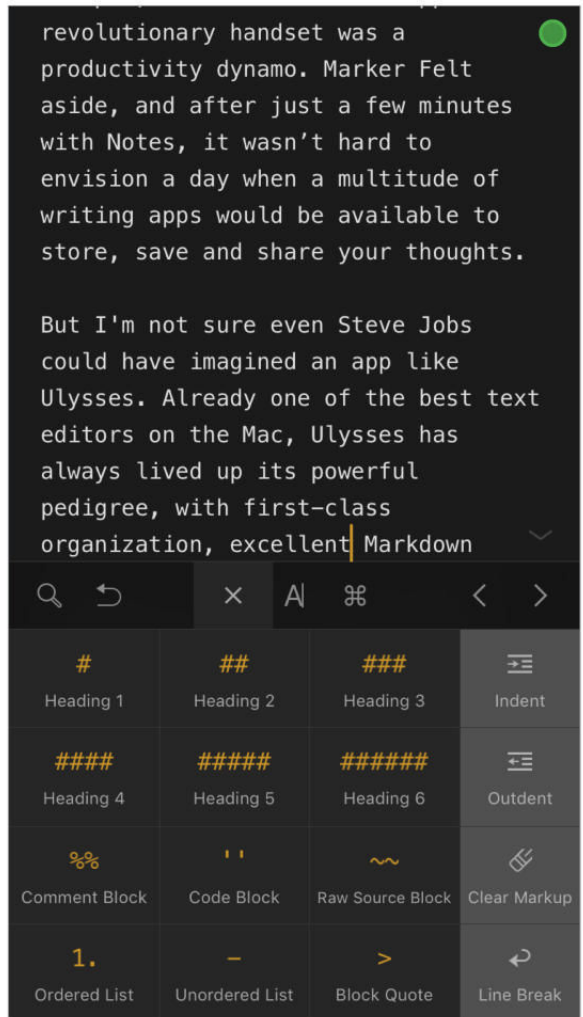 revolutionary handset was a
productivity dynamo. Marker Felt
aside, and after just a few minutes
with Notes, it wasn’t hard to
envision a day when a multitude of
writing apps would be available to
store, save and share your thoughts.
But I'm not sure even Steve Jobs
could have imagined an app like
Ulysses. Already one of the best text
editors on the Mac, Ulysses has
always lived up its powerful
pedigree, with first–class
organization, excellent Markdown
A
#
Heading 1
##
Heading 2
###
Heading 3
Indent
####
Heading 4
#####
Heading 5
######
Heading 6
Outdent
%%
Comment Block
''
Code Block
~~
Raw Source Block
Clear Markup
1.
Ordered List
–
Unordered List
>
Block Quote
Line Break